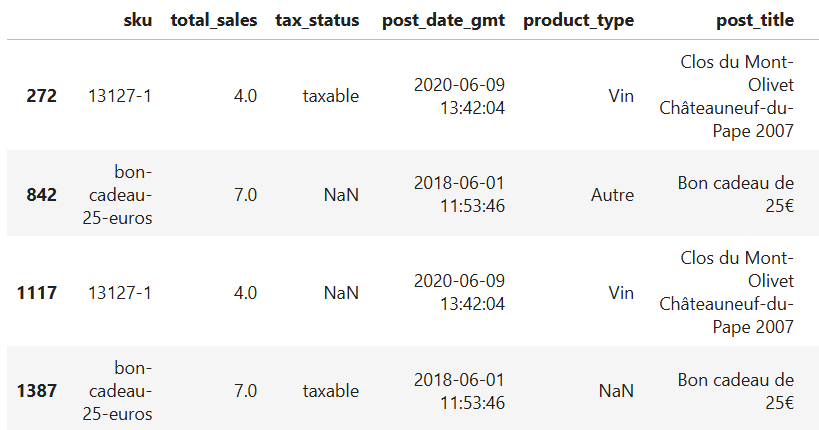 sku total_sales tax_status post_date_gmt product_type post_title
272 13127-1 4.0 taxable 2020-06-09 13:42:04 Vin Clos du Mont-Olivet Châteauneuf-du-Pape 2007
842 bon-cadeau-25-euros 7.0 NaN 2018-06-01 11:53:46 Autre Bon cadeau de 25€
1117 13127-1 4.0 NaN 2020-06-09 13:42:04 Vin Clos du Mont-Olivet Châteauneuf-du-Pape 2007
1387 bon-cadeau-25-euros 7.0 taxable 2018-06-01 11:53:46 NaN Bon cadeau de 25€